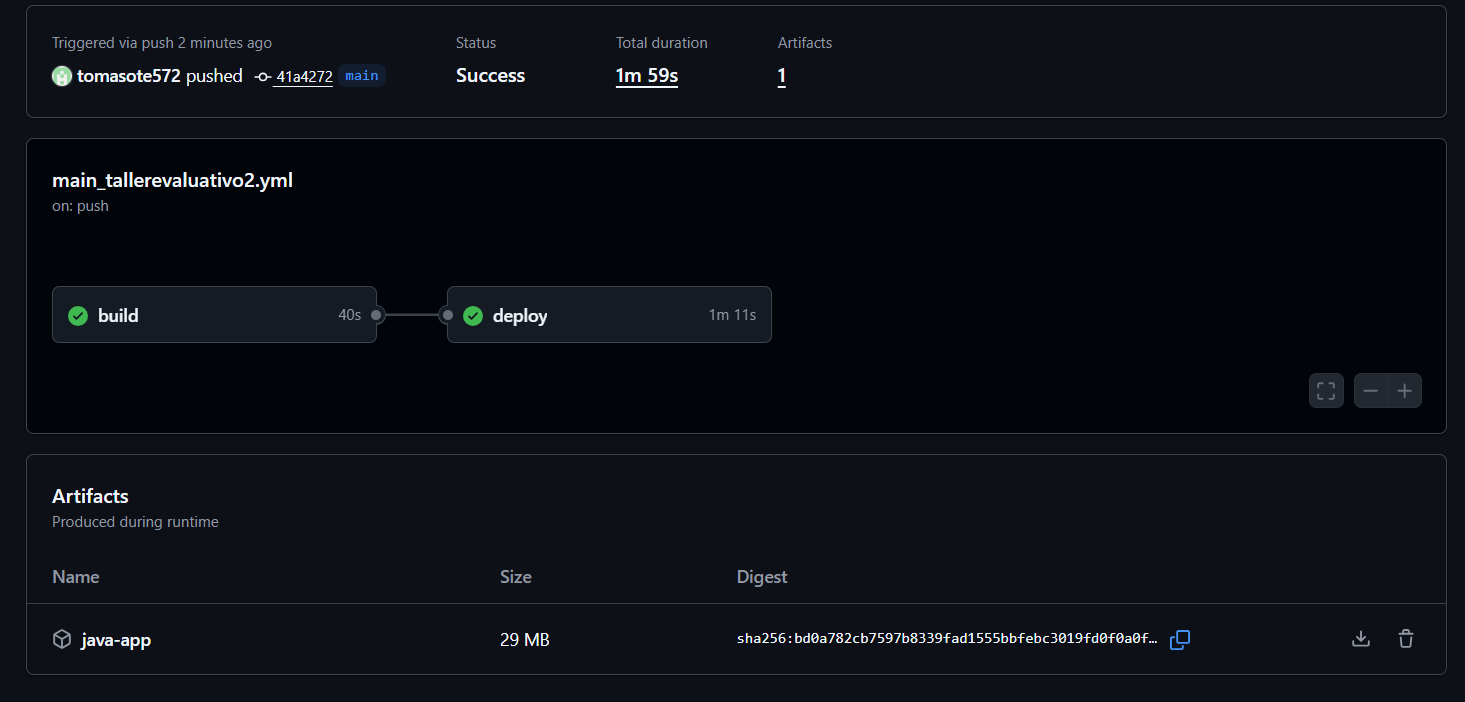 Triggered via push 2 minutes ago
Status
Total duration
Artifacts
tomasote572 pushed 41a4272 main
Success
1m 59s
1
main_tallerevaluativo2.yml
on: push
build 40s
deploy 1m 11s
Artifacts
Produced during runtime
Name Size Digest
java-app 29 MB sha256:bd0a782cb7597b8339fad1555bbfebc3019fd0f0a0f…